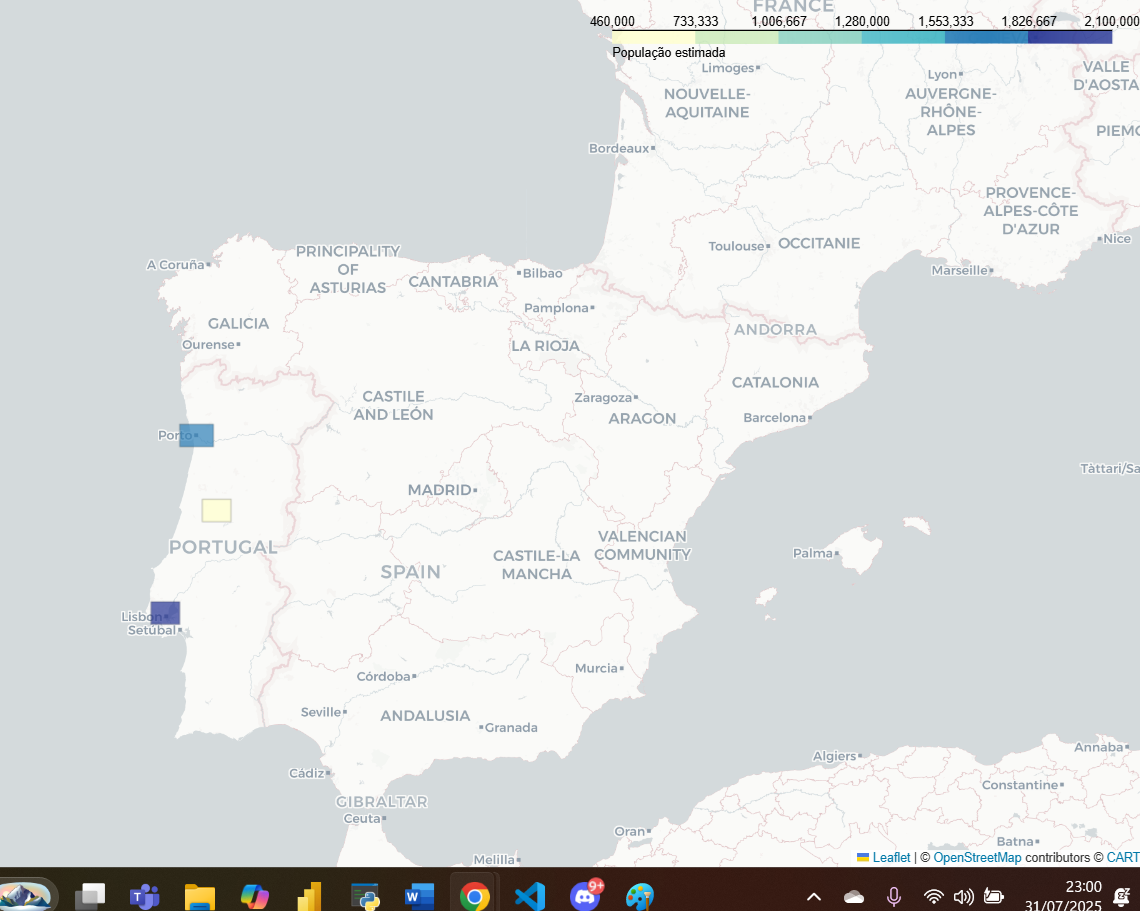 FRANCE
460,000 733,333 1,006,667 1,280,000 1,553,333 1,826,667 2,100,000
População estimada
Limoges
Lyon
VALLE
D'AOSTA
NOUVELLE-
AQUITAINE
AUVERGNE-
RHÔNE-
ALPES
PIEMO
Bordeaux
PROVENCE-
ALPES-CÔTE
D'AZUR
Toulouse
OCCITANIE
Nice
Marseille
A Coruña
PRINCIPALITY
OF
ASTURIAS
CANTABRIA
Bilbao
Pamplona
GALICIA
Ourense
LA RIOJA
ANDORRA
CASTILE
AND LEÓN
Zaragoza
ARAGON
CATALONIA
Barcelona
Porto
MADRID
Tàttari/Sa
PORTUGAL
SPAIN
CASTILE-LA
MANCHA
VALENCIAN
COMMUNITY
Palma
Lisbon
Setúbal
Murcia
Córdoba
Seville
ANDALUSIA
Granada
Cádiz
GIBRALTAR
Ceuta
Melilla
Algiers
Annaba
Constantine
Oran
Batna
Leaflet | © OpenStreetMap contributors © CART
T
W
9+
23:00
31/07/2025